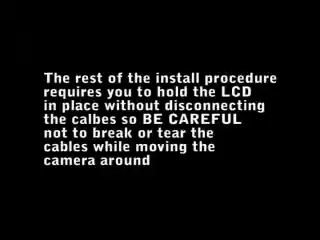 The rest of the install procedure
requires you to hold the LCD
in place without disconnecting
the calbes so BE CAREFUL
not to break or tear the
cables while moving the
camera around